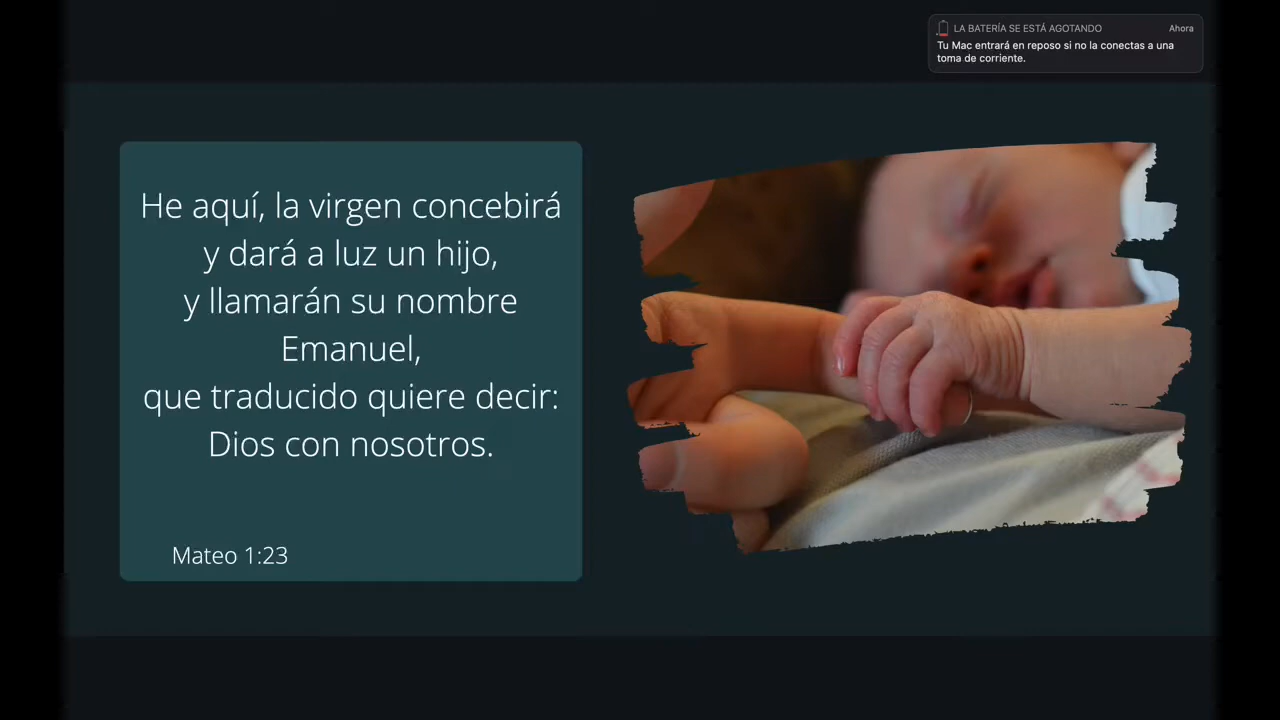 LA BATERÍA SE ESTÁ AGOTANDO
Ahora
Tu Mac entrará en reposo si no la conectas a una
toma de corriente.
He aquí, la virgen concebirá
y dará a luz un hijo,
y llamarán su nombre
Emanuel,
que traducido quiere decir:
Dios con nosotros.
Mateo 1:23